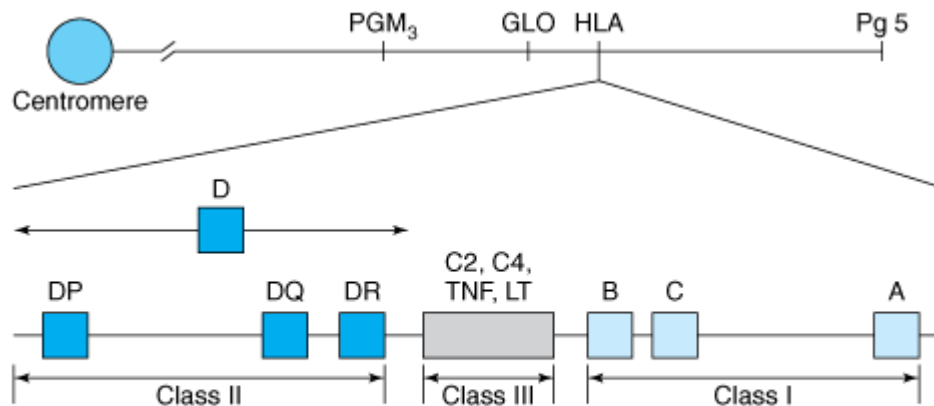 PGM₃ GLO HLA Pg 5
Centromere
D
C2, C4,
TNF, LT
DP DQ DR B C A
Class II Class III Class I